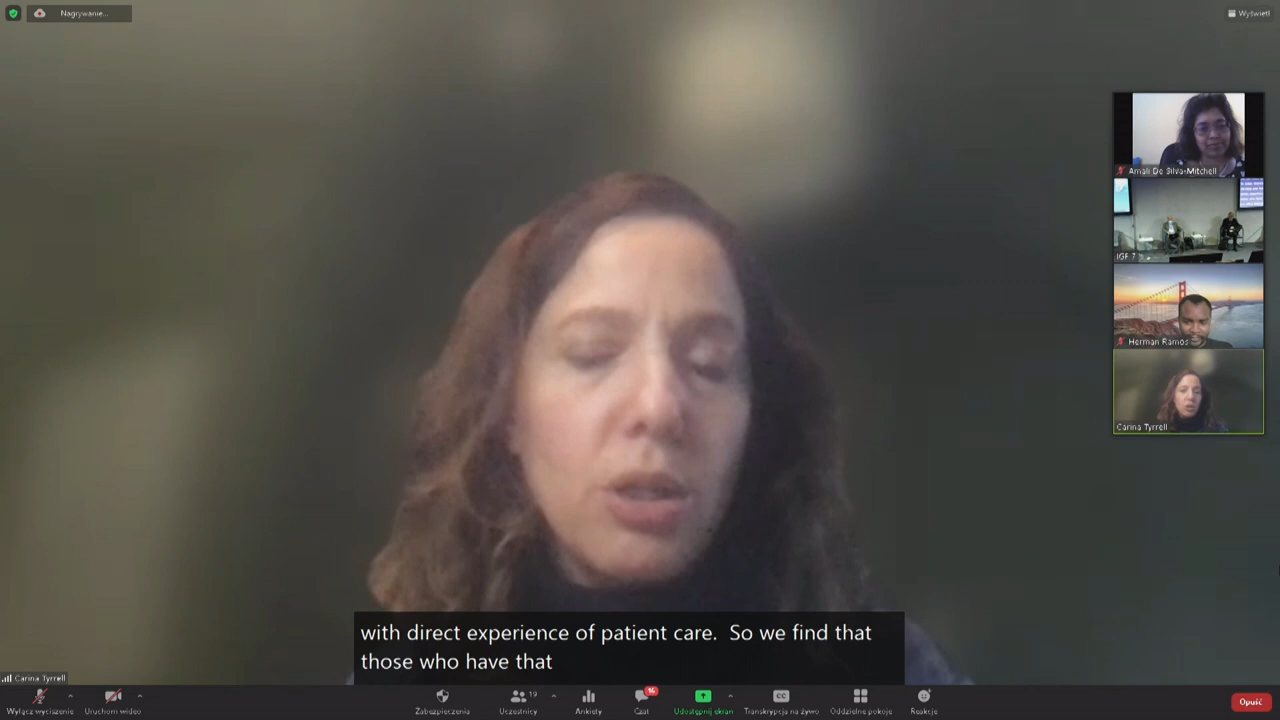 Nagrywanie...
Wyświetl
Amali De Silva-Mitchell
IGF 7
Herman Ramos
Carina Tyrrell
with direct experience of patient care.  So we find that
those who have that
Carina Tyrrell
Wyłącz wyciszenie
Uruchom wideo
Zabezpieczenia
19
Uczestnicy
Ankiety
16
Czat
Udostępnij ekran
CC
Transkrypcja na żywo
Oddzielne pokoje
Reakcje
Opuść